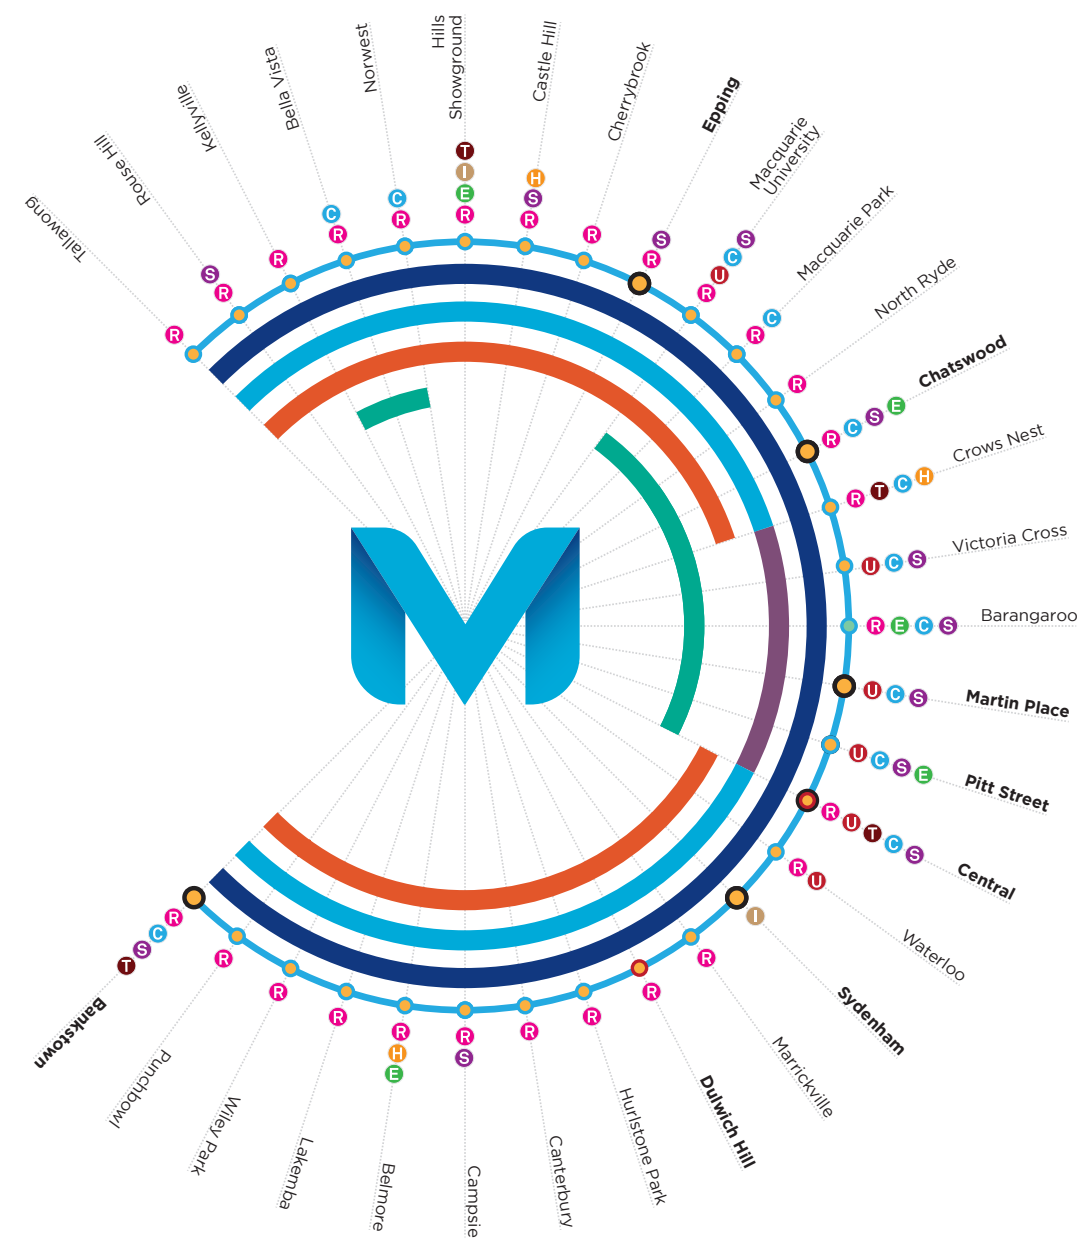 Tallawong
R
Rouse Hill
S
R
Kellyville
R
Bella Vista
C
R
Norwest
C
R
Hills
Showground
T
I
E
R
Castle Hill
H
S
R
Cherrybrook
R
Epping
S
R
Macquarie
University
S
C
U
R
Macquarie Park
C
R
North Ryde
R
Chatswood
R C S E
Crows Nest
R T C H
Victoria Cross
U C S
Barangaroo
R E C S
Martin Place
U C S
Pitt Street
U C S E
Central
R U T C S
Waterloo
R U
Sydenham
I
Marrickville
R
Dulwich Hill
R
Hurlstone Park
R
Canterbury
R
Campsie
R
S
Belmore
R
H
E
Lakemba
R
Wiley Park
R
Punchbowl
R
Bankstown
R
C
S
T
M